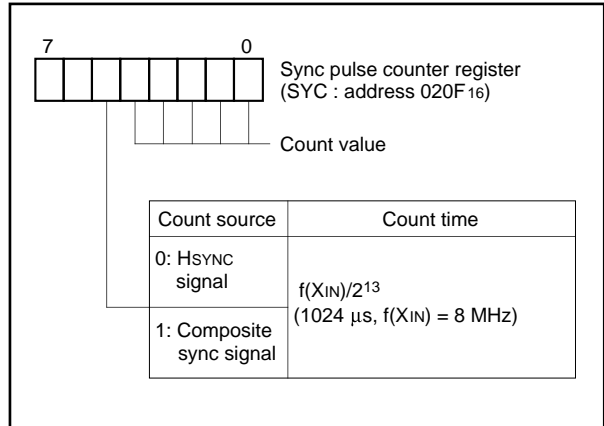 7 0
Sync pulse counter register
(SYC : address 020F16)
Count value
Count source Count time
0: HSYNC
signal
f(XIN)/213
(1024 μs, f(XIN) = 8 MHz)
1: Composite
sync signal